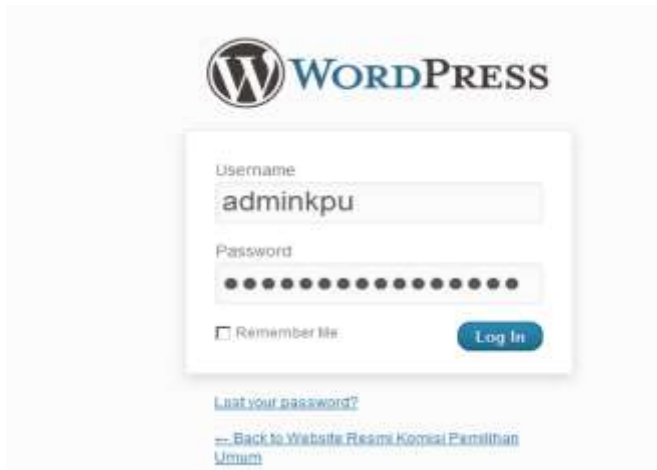 WORDPRESS
Username
adminkpu
Password
●●●●●●●●●●●●●●●●
Remember Me
Log In
Lost your password?
← Back to Website Resmi Komisi Pemilihan
Umum